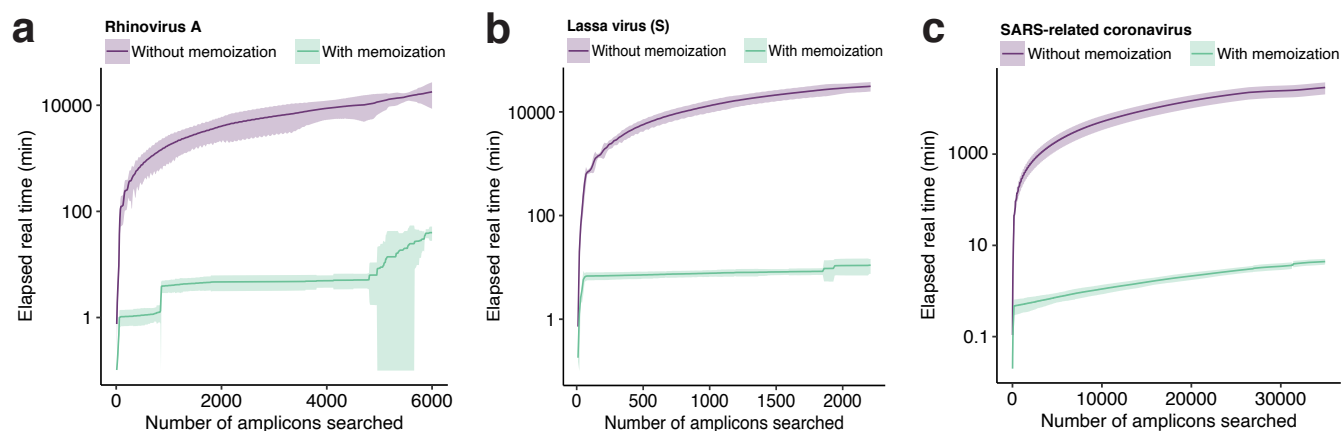 a
Rhinovirus A
Without memoization
With memoization
Elapsed real time (min)
10000
100
1
0
2000
4000
6000
Number of amplicons searched
b
Lassa virus (S)
Without memoization
With memoization
Elapsed real time (min)
10000
100
1
0
500
1000
1500
2000
Number of amplicons searched
c
SARS-related coronavirus
Without memoization
With memoization
Elapsed real time (min)
1000
10
0.1
0
10000
20000
30000
Number of amplicons searched